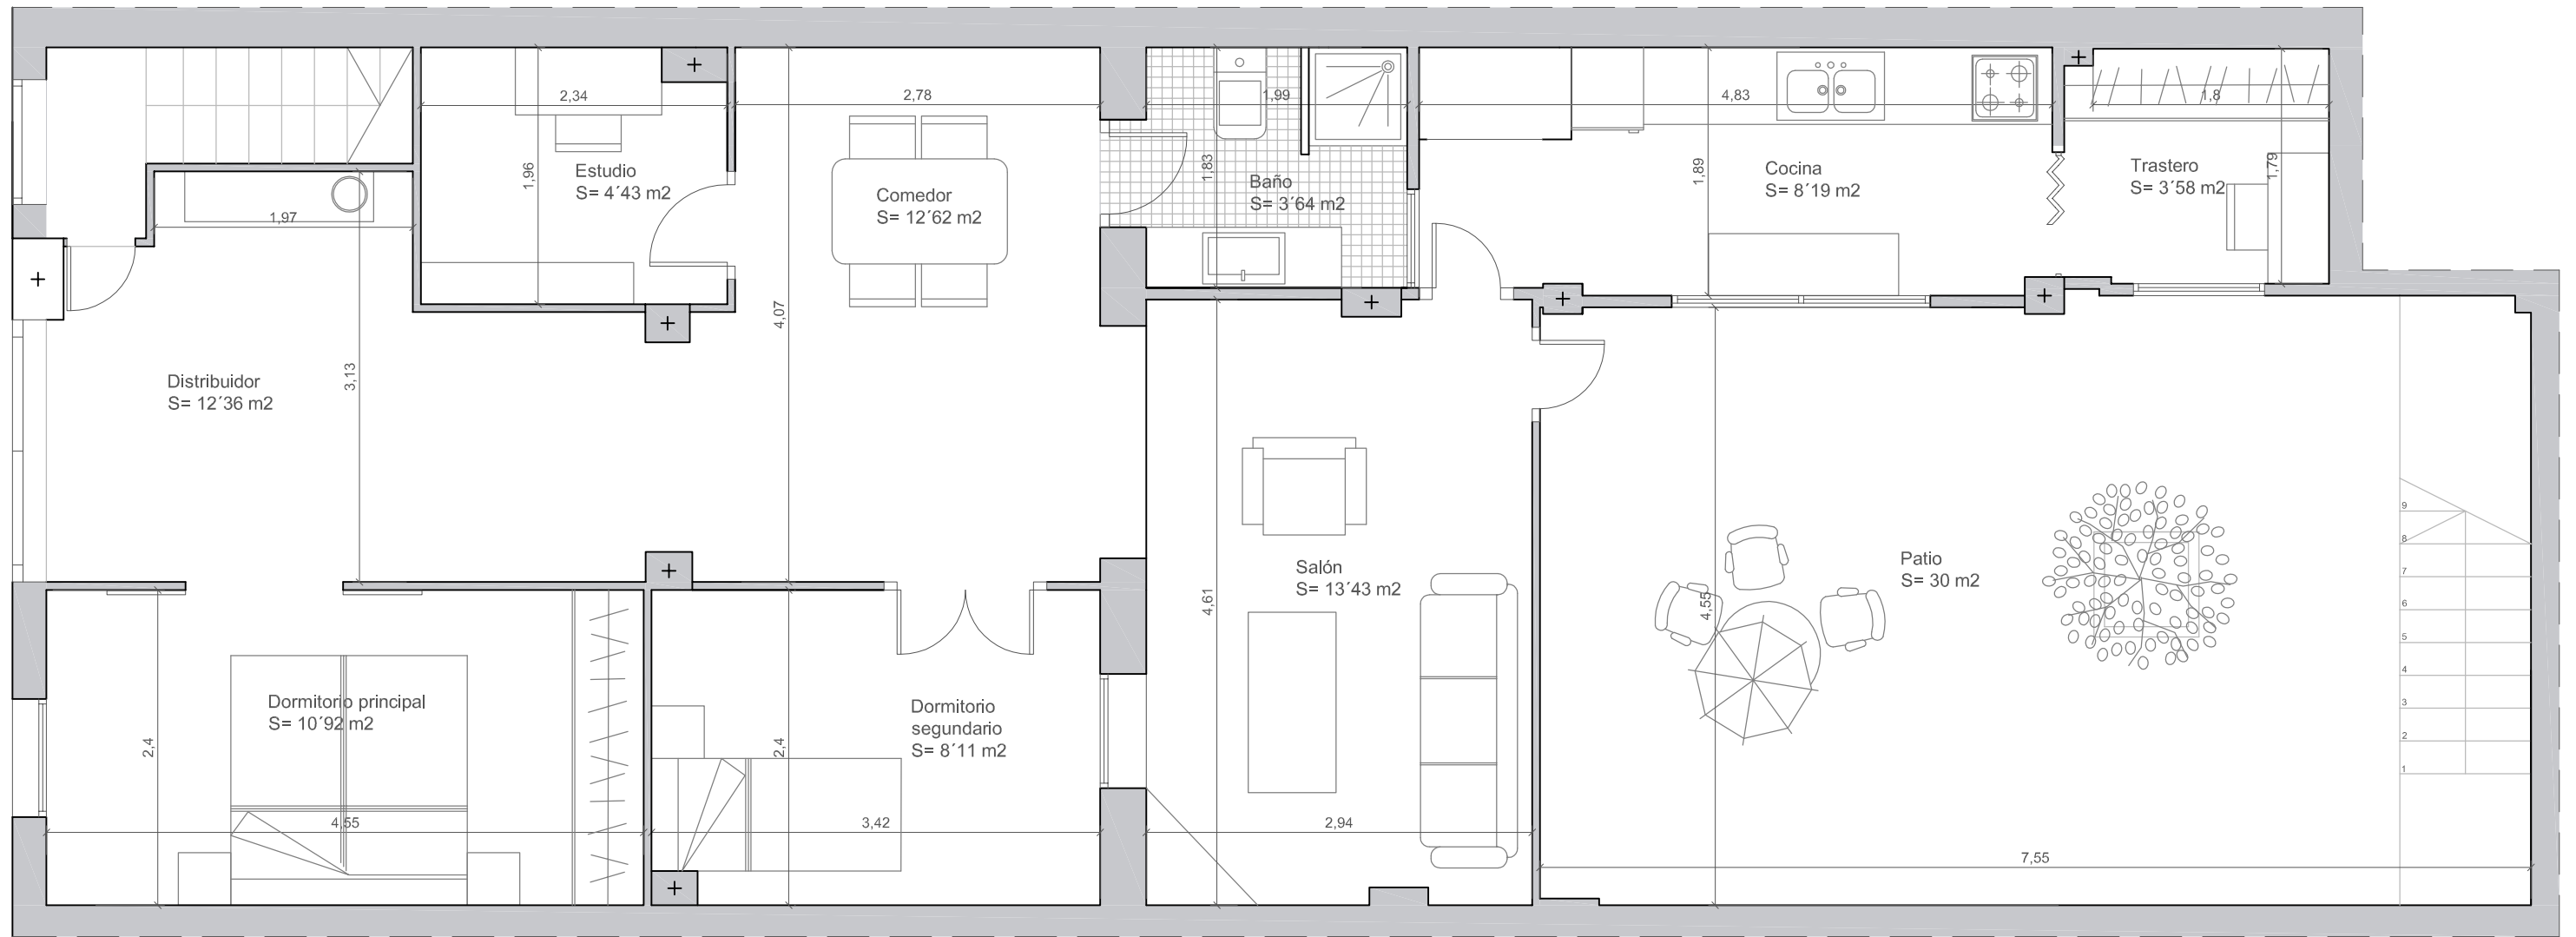 2,34
1,96
Estudio
S= 4´43 m2
2,78
Comedor
S= 12´62 m2
4,07
1,99
1,83
Baño
S= 3´64 m2
4,83
1,89
Cocina
S= 8´19 m2
1,8
Trastero
S= 3´58 m2
1,79
1,97
Distribuidor
S= 12´36 m2
3,13
Dormitorio principal
S= 10´92 m2
2,4
4,55
Dormitorio
segundario
S= 8´11 m2
2,4
3,42
Salón
S= 13´43 m2
4,61
2,94
Patio
S= 30 m2
4,55
7,55
9
8
7
6
5
4
3
2
1